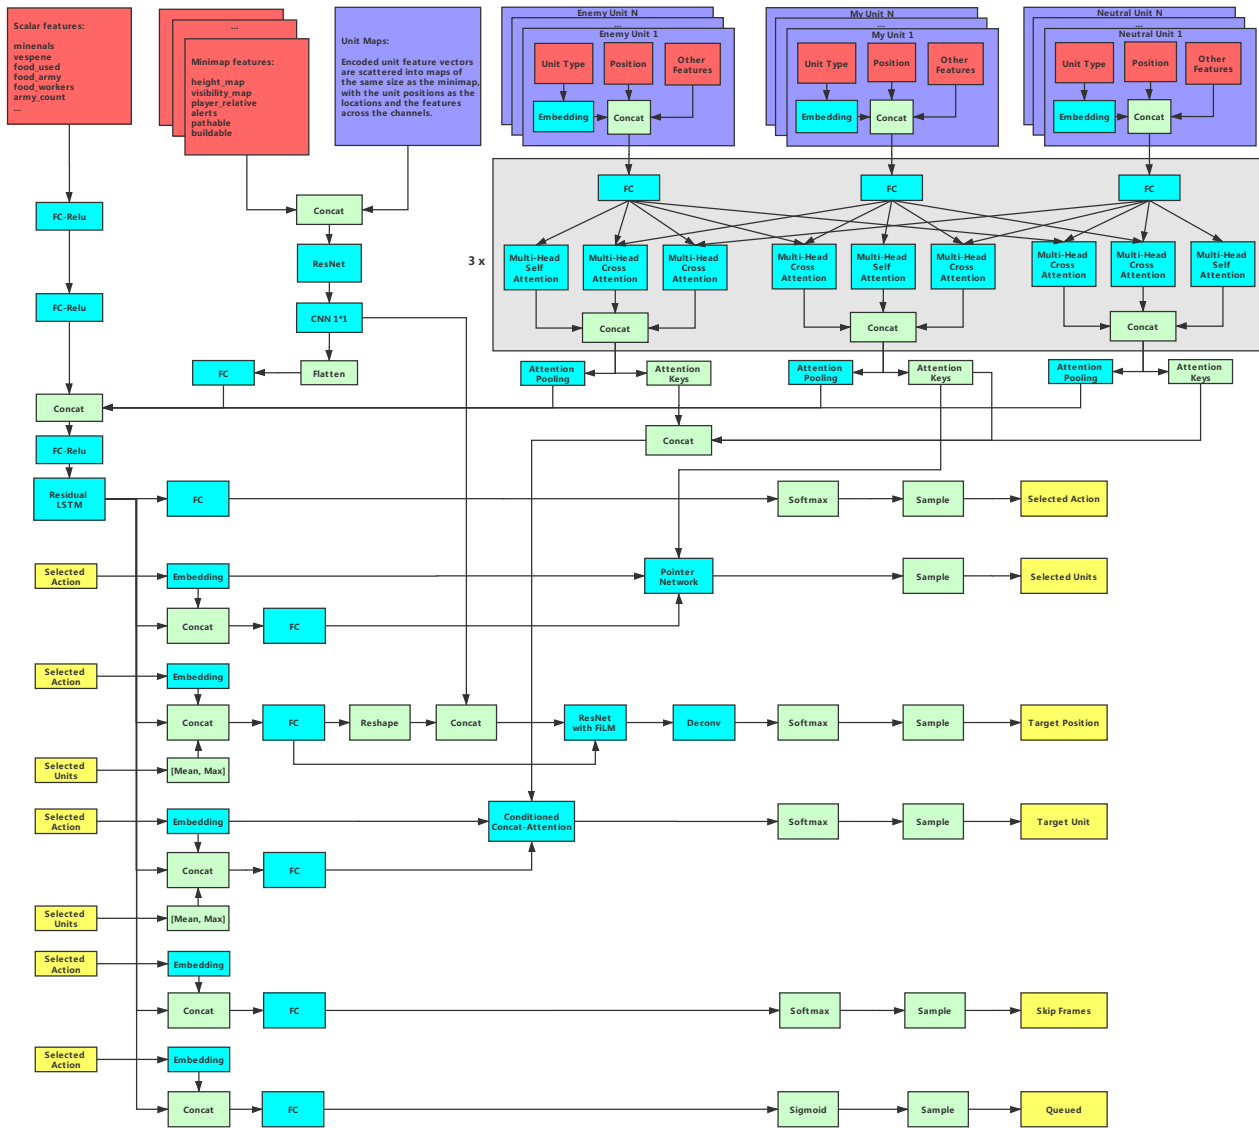 Scalar features:
minenals
vespene
food_used
food_army
food_workers
army_count
...
...
Minimap features:
height_map
visibility_map
player_relative
alerts
pathable
buildable
Unit Maps:
Encoded unit feature vectors
are scattered into maps of
the same size as the minimap,
with the unit positions as the
locations and the features
across the channels.
Enemy Unit N
...
Enemy Unit 1
Unit Type
Position
Other
Features
Embedding
Concat
My Unit N
...
My Unit 1
Unit Type
Position
Other
Features
Embedding
Concat
Neutral Unit N
...
Neutral Unit 1
Unit Type
Position
Other
Features
Embedding
Concat
FC-Relu
FC-Relu
Concat
ResNet
CNN 1*1
Flatten
FC
3 x
FC
FC
FC
Multi-Head
Self
Attention
Multi-Head
Cross
Attention
Multi-Head
Cross
Attention
Multi-Head
Cross
Attention
Multi-Head
Self
Attention
Multi-Head
Cross
Attention
Multi-Head
Cross
Attention
Multi-Head
Cross
Attention
Multi-Head
Self
Attention
Concat
Concat
Concat
Attention
Pooling
Attention
Keys
Attention
Pooling
Attention
Keys
Attention
Pooling
Attention
Keys
Concat
Concat
FC-Relu
Residual
LSTM
FC
Softmax
Sample
Selected Action
Selected
Action
Embedding
Pointer
Network
Sample
Selected Units
Concat
FC
Selected
Action
Embedding
Concat
FC
Reshape
Concat
ResNet
with FiLM
Deconv
Softmax
Sample
Target Position
Selected
Units
[Mean, Max]
Selected
Action
Embedding
Conditioned
Concat-Attention
Softmax
Sample
Target Unit
Concat
FC
Selected
Units
[Mean, Max]
Selected
Action
Embedding
Concat
FC
Softmax
Sample
Skip Frames
Selected
Action
Embedding
Concat
FC
Sigmoid
Sample
Queued